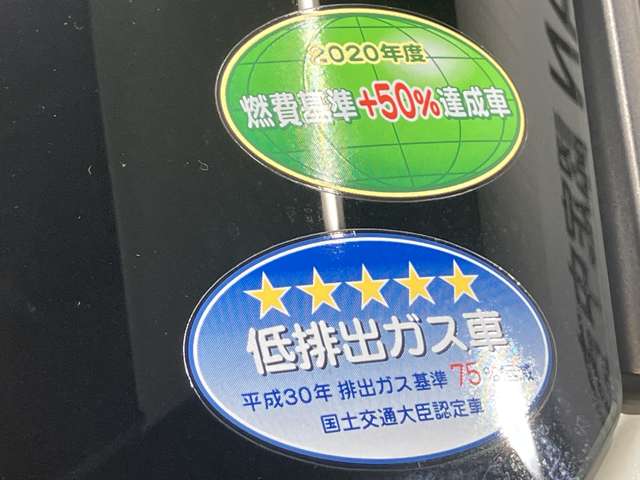 2020年度
燃費基準+50%達成車
低排出ガス車
平成30年 排出ガス基準 75%
国土交通大臣認定車